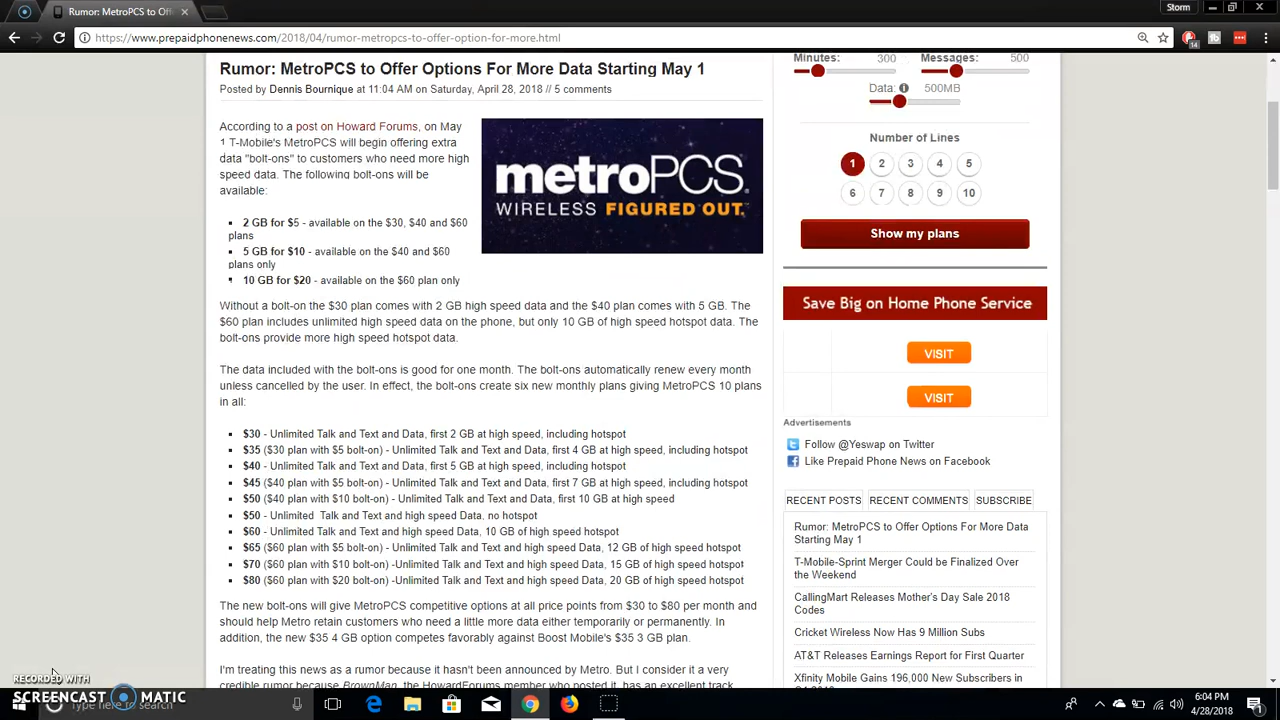 Rumor: MetroPCS to Offi
Storm
https://www.prepaidphonenews.com/2018/04/rumor-metropcs-to-offer-option-for-more.html
14
Rumor: MetroPCS to Offer Options For More Data Starting May 1
Posted by Dennis Bournique at 11:04 AM on Saturday, April 28, 2018 // 5 comments
According to a post on Howard Forums, on May
1 T-Mobile's MetroPCS will begin offering extra
data "bolt-ons" to customers who need more high
speed data. The following bolt-ons will be
available:
metroPCS.
WIRELESS FIGURED OUT.
2 GB for $5 - available on the $30, $40 and $60
plans
5 GB for $10 - available on the $40 and $60
plans only
10 GB for $20 - available on the $60 plan only
Without a bolt-on the $30 plan comes with 2 GB high speed data and the $40 plan comes with 5 GB. The
$60 plan includes unlimited high speed data on the phone, but only 10 GB of high speed hotspot data. The
bolt-ons provide more high speed hotspot data.
The data included with the bolt-ons is good for one month. The bolt-ons automatically renew every month
unless cancelled by the user. In effect, the bolt-ons create six new monthly plans giving MetroPCS 10 plans
in all:
$30 - Unlimited Talk and Text and Data, first 2 GB at high speed, including hotspot
$35 ($30 plan with $5 bolt-on) - Unlimited Talk and Text and Data, first 4 GB at high speed, including hotspot
$40 - Unlimited Talk and Text and Data, first 5 GB at high speed, including hotspot
$45 ($40 plan with $5 bolt-on) - Unlimited Talk and Text and Data, first 7 GB at high speed, including hotspot
$50 ($40 plan with $10 bolt-on) - Unlimited Talk and Text and Data, first 10 GB at high speed
$50 - Unlimited Talk and Text and high speed Data, no hotspot
$60 - Unlimited Talk and Text and high speed Data, 10 GB of high speed hotspot
$65 ($60 plan with $5 bolt-on) - Unlimited Talk and Text and high speed Data, 12 GB of high speed hotspot
$70 ($60 plan with $10 bolt-on) -Unlimited Talk and Text and high speed Data, 15 GB of high speed hotspot
$80 ($60 plan with $20 bolt-on) -Unlimited Talk and Text and high speed Data, 20 GB of high speed hotspot
The new bolt-ons will give MetroPCS competitive options at all price points from $30 to $80 per month and
should help Metro retain customers who need a little more data either temporarily or permanently. In
addition, the new $35 4 GB option competes favorably against Boost Mobile's $35 3 GB plan.
I'm treating this news as a rumor because it hasn't been announced by Metro. But I consider it a very
credible rumor because BrownMan, the HowardForums member who posted it, has an excellent track
Minutes: 300
Messages: 500
Data: 500MB
Number of Lines
1 2 3 4 5
6 7 8 9 10
Show my plans
Save Big on Home Phone Service
VISIT
VISIT
Advertisements
Follow @Yeswap on Twitter
Like Prepaid Phone News on Facebook
RECENT POSTS RECENT COMMENTS SUBSCRIBE
Rumor: MetroPCS to Offer Options For More Data
Starting May 1
T-Mobile-Sprint Merger Could be Finalized Over
the Weekend
CallingMart Releases Mother's Day Sale 2018
Codes
Cricket Wireless Now Has 9 Million Subs
AT&T Releases Earnings Report for First Quarter
Xfinity Mobile Gains 196,000 New Subscribers in
RECORDED WITH
SCREENCAST MATIC
Type here to search
6:04 PM
4/28/2018